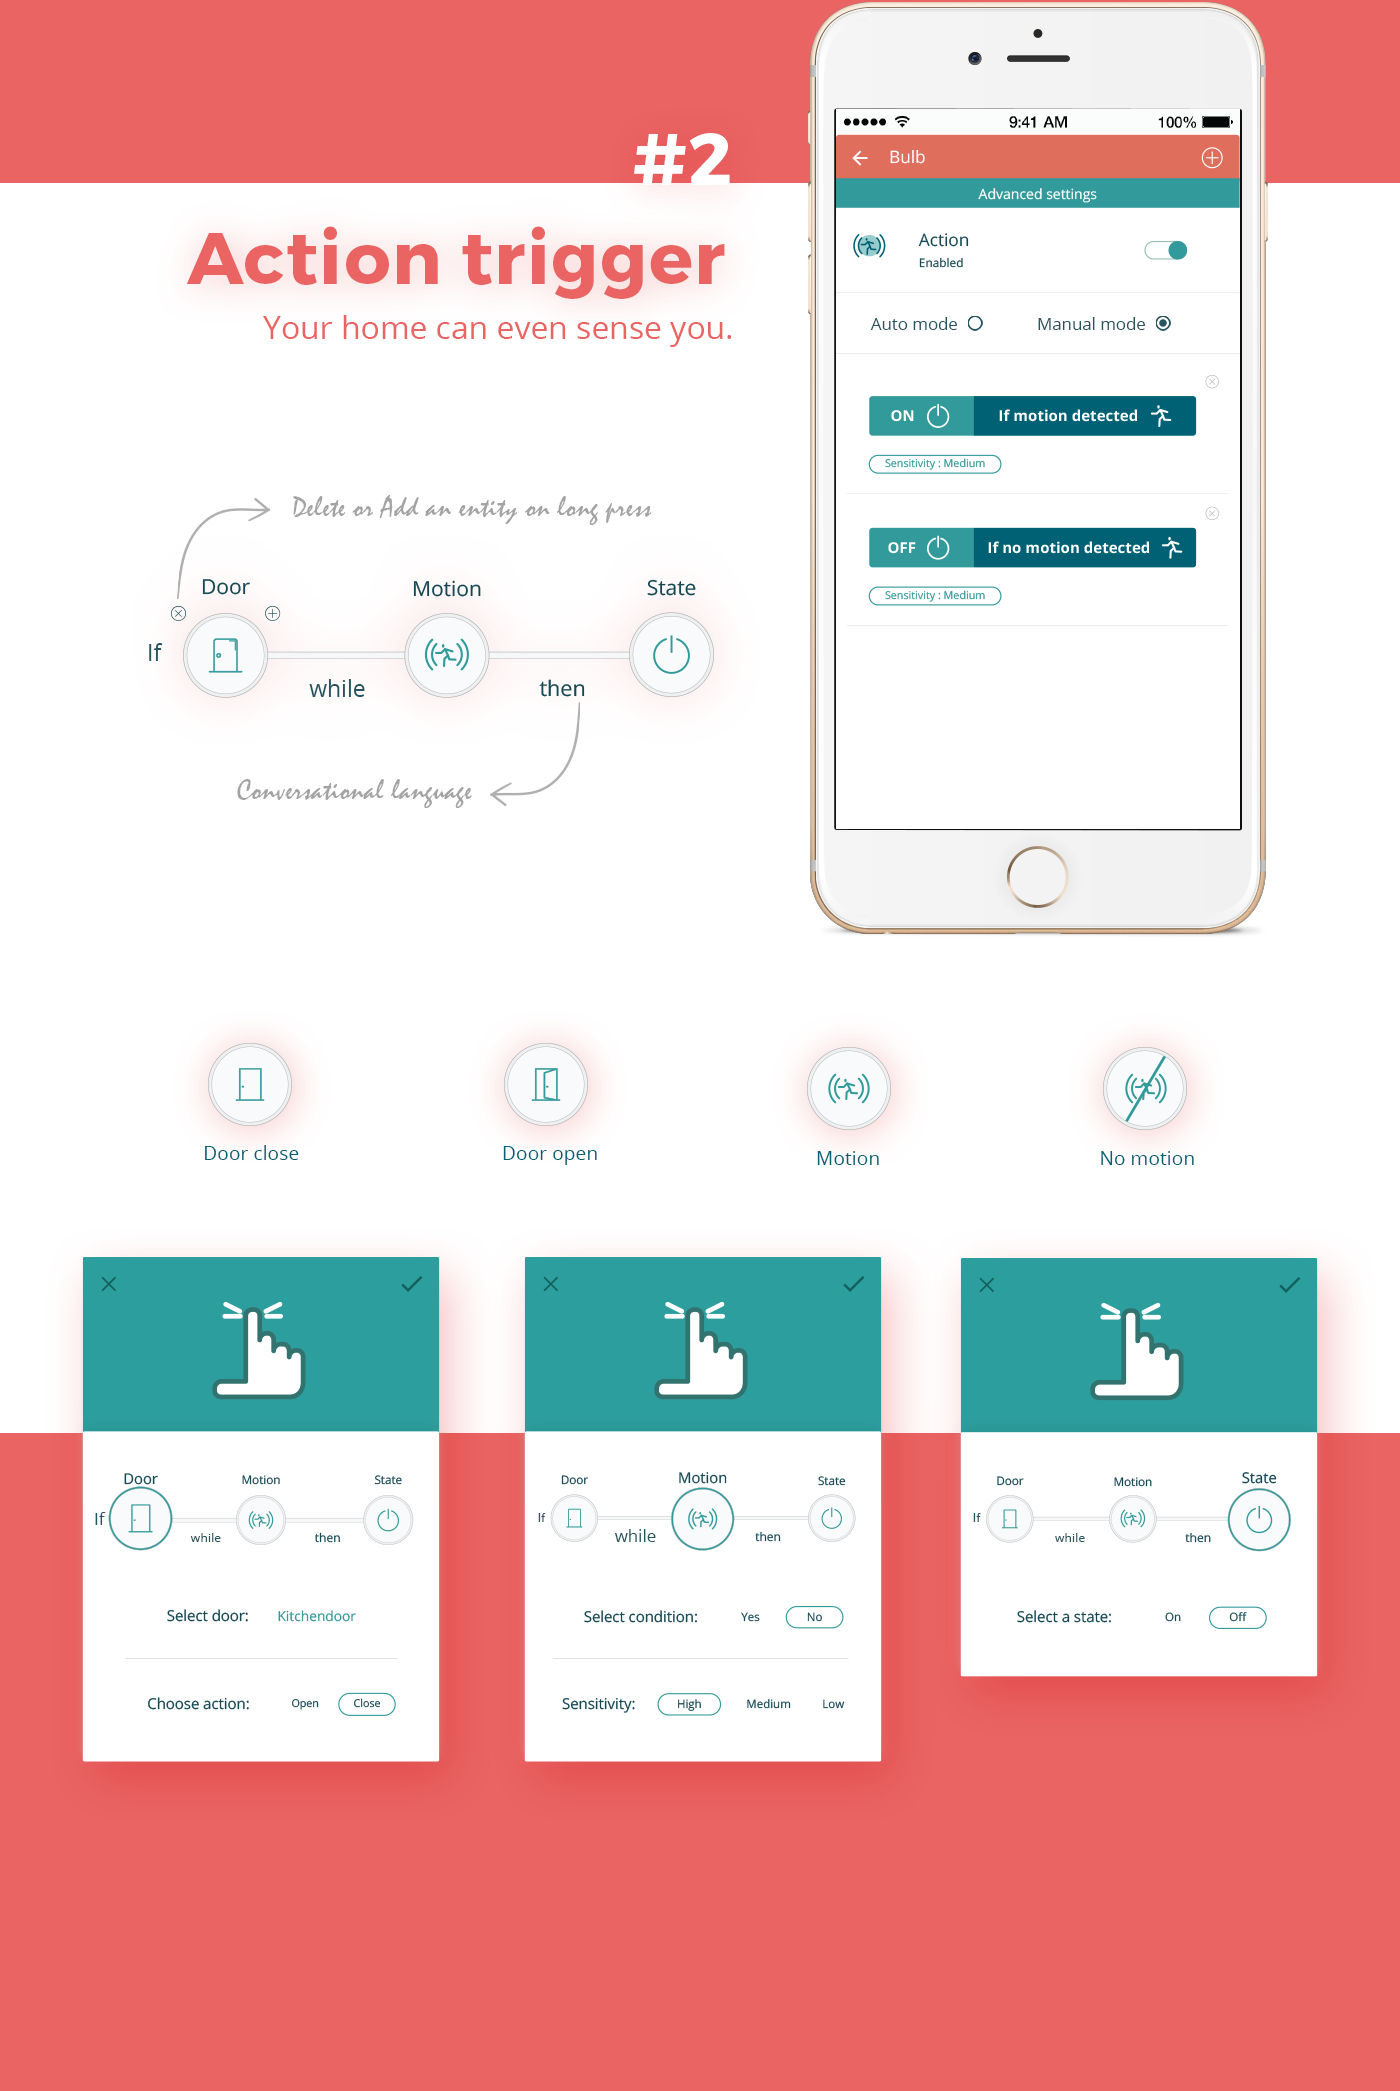 #2
Action trigger
Your home can even sense you.
9:41 AM
100%
Bulb
Advanced settings
Action
Enabled
Auto mode
Manual mode
ON If motion detected
Sensitivity : Medium
OFF If no motion detected
Sensitivity : Medium
Delete or Add an entity on long press
Door
Motion
State
If
while
then
Conversational language
Door close
Door open
Motion
No motion
Door
Motion
State
If
while
then
Select door: Kitchendoor
Choose action: Open Close
Door
Motion
State
If
while
then
Select condition: Yes No
Sensitivity: High Medium Low
Door
Motion
State
If
while
then
Select a state: On Off